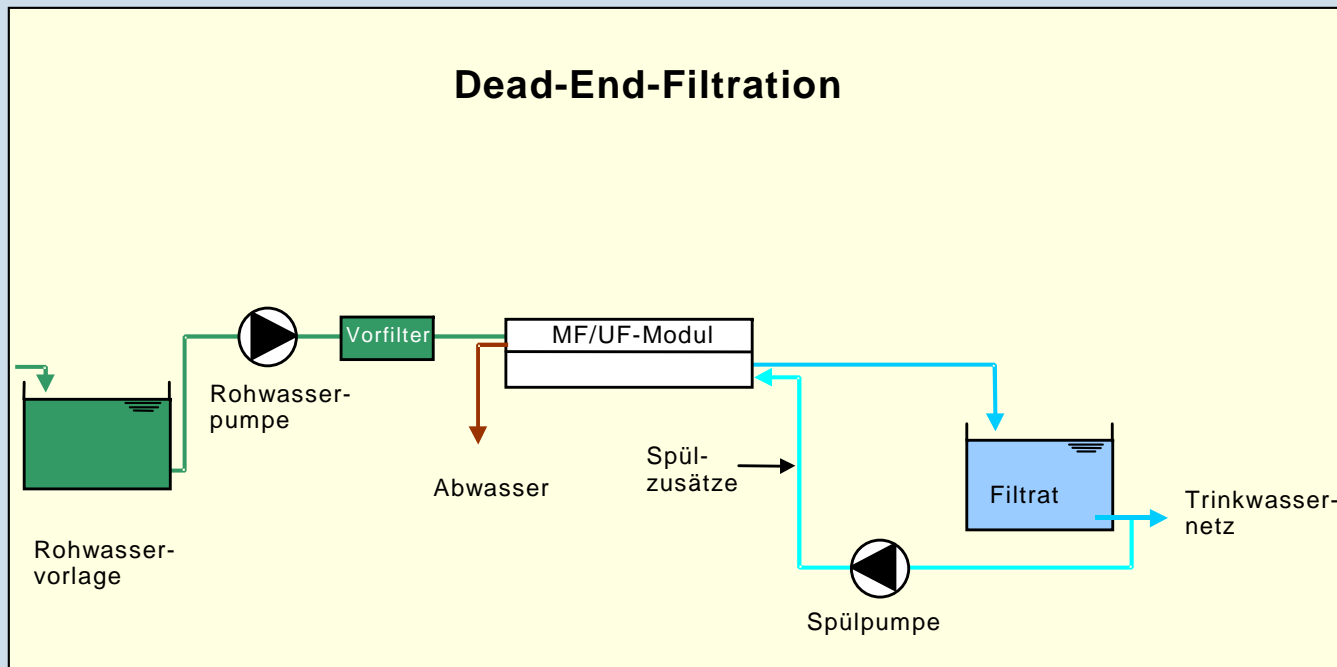 Dead-End-Filtration
Vorfilter
MF/UF-Modul
Rohwasser-
pumpe
Abwasser
Spül-
zusätze
Filtrat
Trinkwasser-
netz
Rohwasser-
vorlage
Spülpumpe